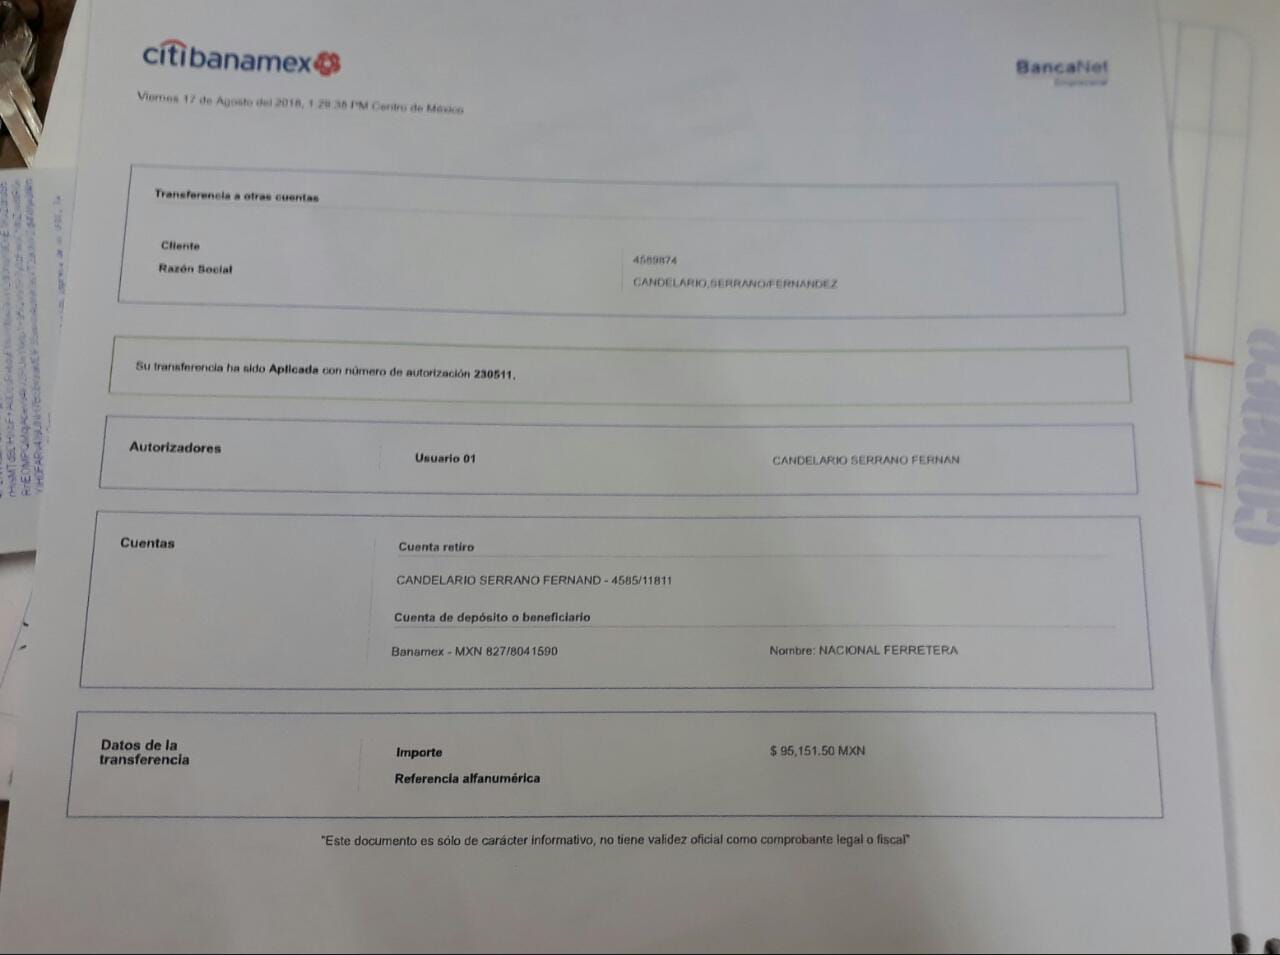 citibanamex
BancaNet
Empresarial
Viernes 17 de Agosto del 2018, 1:29:38 PM Centro de México
Transferencia a otras cuentas
Cliente 4589874
Razón Social CANDELARIO,SERRANO/FERNANDEZ
Su transferencia ha sido Aplicada con número de autorización 230511.
Autorizadores Usuario 01 CANDELARIO SERRANO FERNAN
Cuentas Cuenta retiro
CANDELARIO SERRANO FERNAND - 4585/11811
Cuenta de depósito o beneficiario
Banamex - MXN 827/8041590 Nombre: NACIONAL FERRETERA
Datos de la
transferencia
Importe $ 95,151.50 MXN
Referencia alfanumérica
"Este documento es sólo de carácter informativo, no tiene validez oficial como comprobante legal o fiscal"